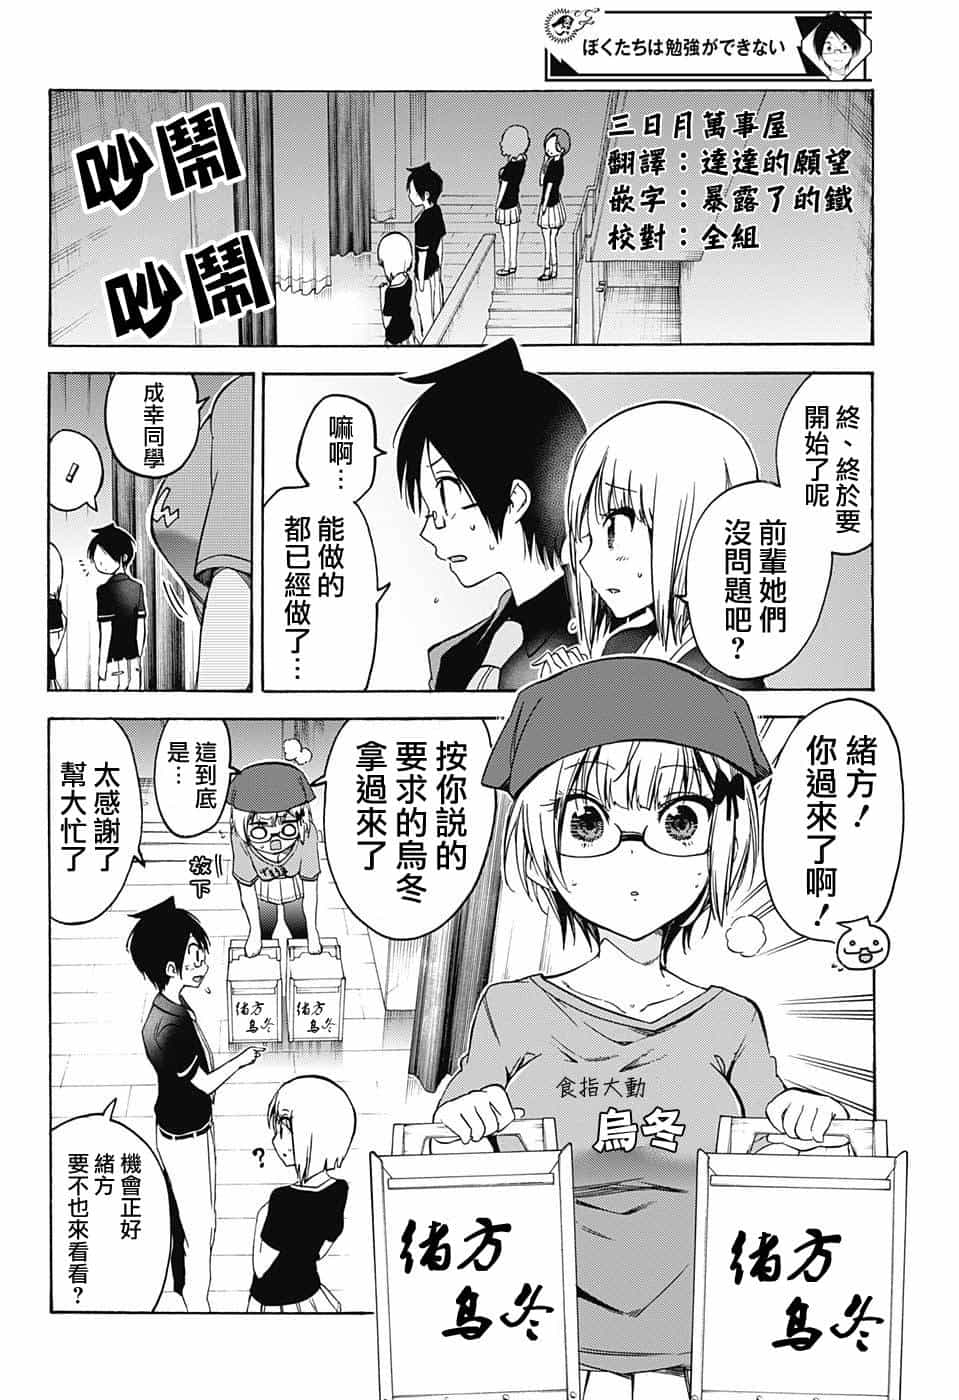 ぼくたちは勉強ができない
三日月萬事屋
翻譯：達達的願望
嵌字：暴露了的鐵
校對：全組
吵鬧
吵鬧
終、終於要
開始了呢
前輩她們
沒問題吧？
嘛啊…
能做的
都已經做了…
成幸同學
！
緒方！
你過來了啊！
按你說的
要求的烏冬
拿過來了
這到底
是…
放下
太感謝了
幫大忙了
食指大動
烏冬
緒方
烏冬
緒方
烏冬
緒方
烏冬
緒方
烏冬
?
機會正好
緒方
要不也來看看？